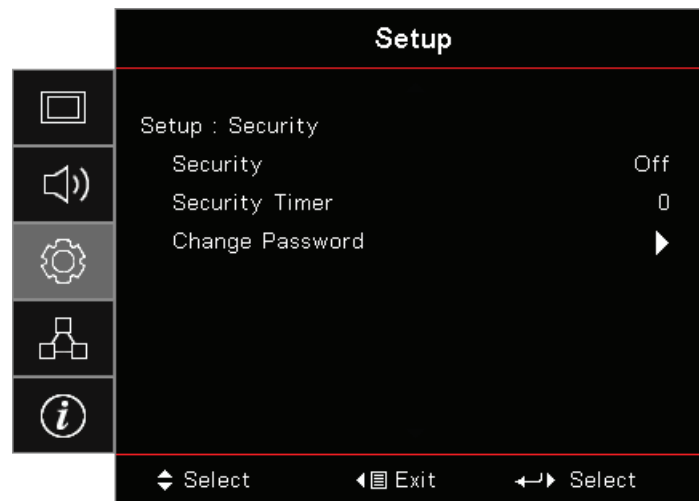 Setup
Setup : Security
Security Off
Security Timer 0
Change Password
Select Exit Select